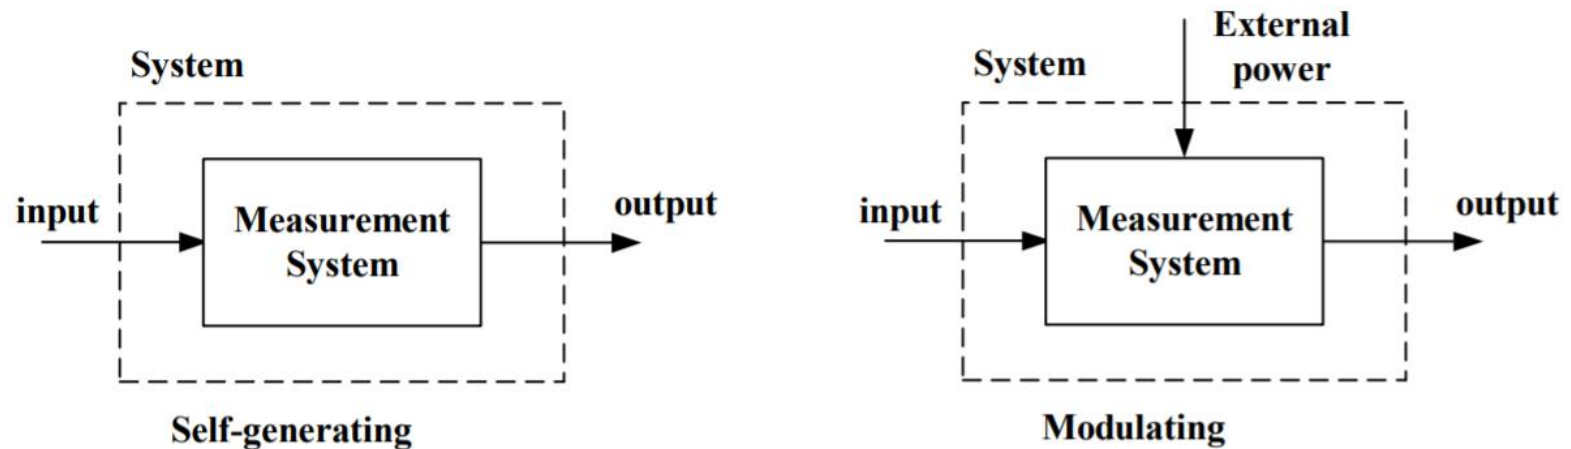 System
input
Measurement
System
output
Self-generating
External
power
System
input
Measurement
System
output
Modulating